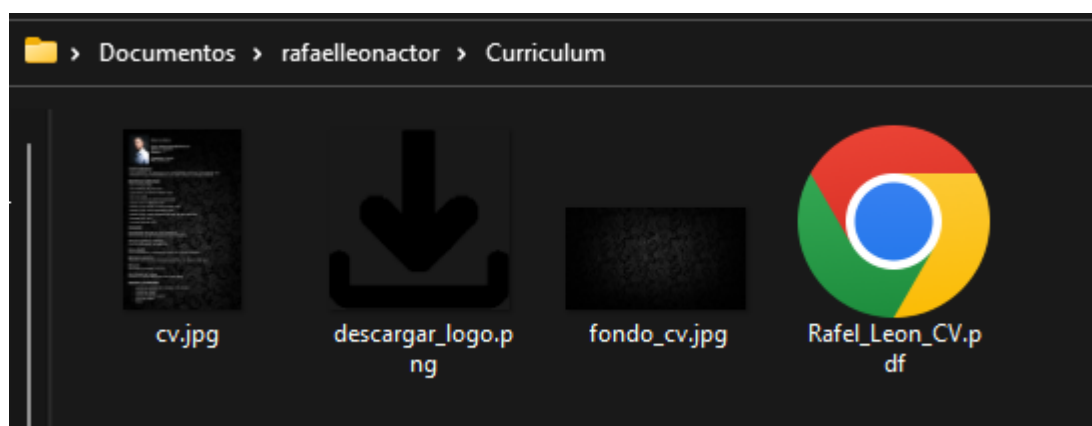 Documentos > rafaelleonactor > Curriculum
cv.jpg
descargar_logo.p
ng
fondo_cv.jpg
Rafel_Leon_CV.p
df